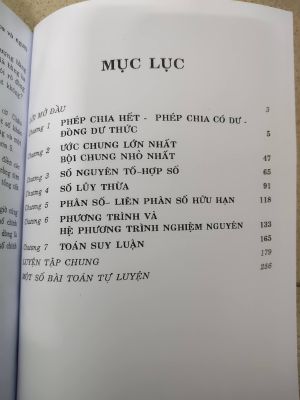 MỤC LỤC
LỜI MỞ ĐẦU 3
Chương 1 PHÉP CHIA HẾT - PHÉP CHIA CÓ DƯ -
ĐỒNG DƯ THỨC 5
Chương 2 ƯỚC CHUNG LỚN NHẤT
BỘI CHUNG NHỎ NHẤT 47
Chương 3 SỐ NGUYÊN TỐ-HỢP SỐ 65
Chương 4 SỐ LŨY THỪA 91
Chương 5 PHÂN SỐ- LIÊN PHÂN SỐ HỮU HẠN 118
Chương 6 PHƯƠNG TRÌNH VÀ
HỆ PHƯƠNG TRÌNH NGHIỆM NGUYÊN 133
Chương 7 TOÁN SUY LUẬN 165
LUYỆN TẬP CHUNG 179
MỘT SỐ BÀI TOÁN TỰ LUYỆN 256